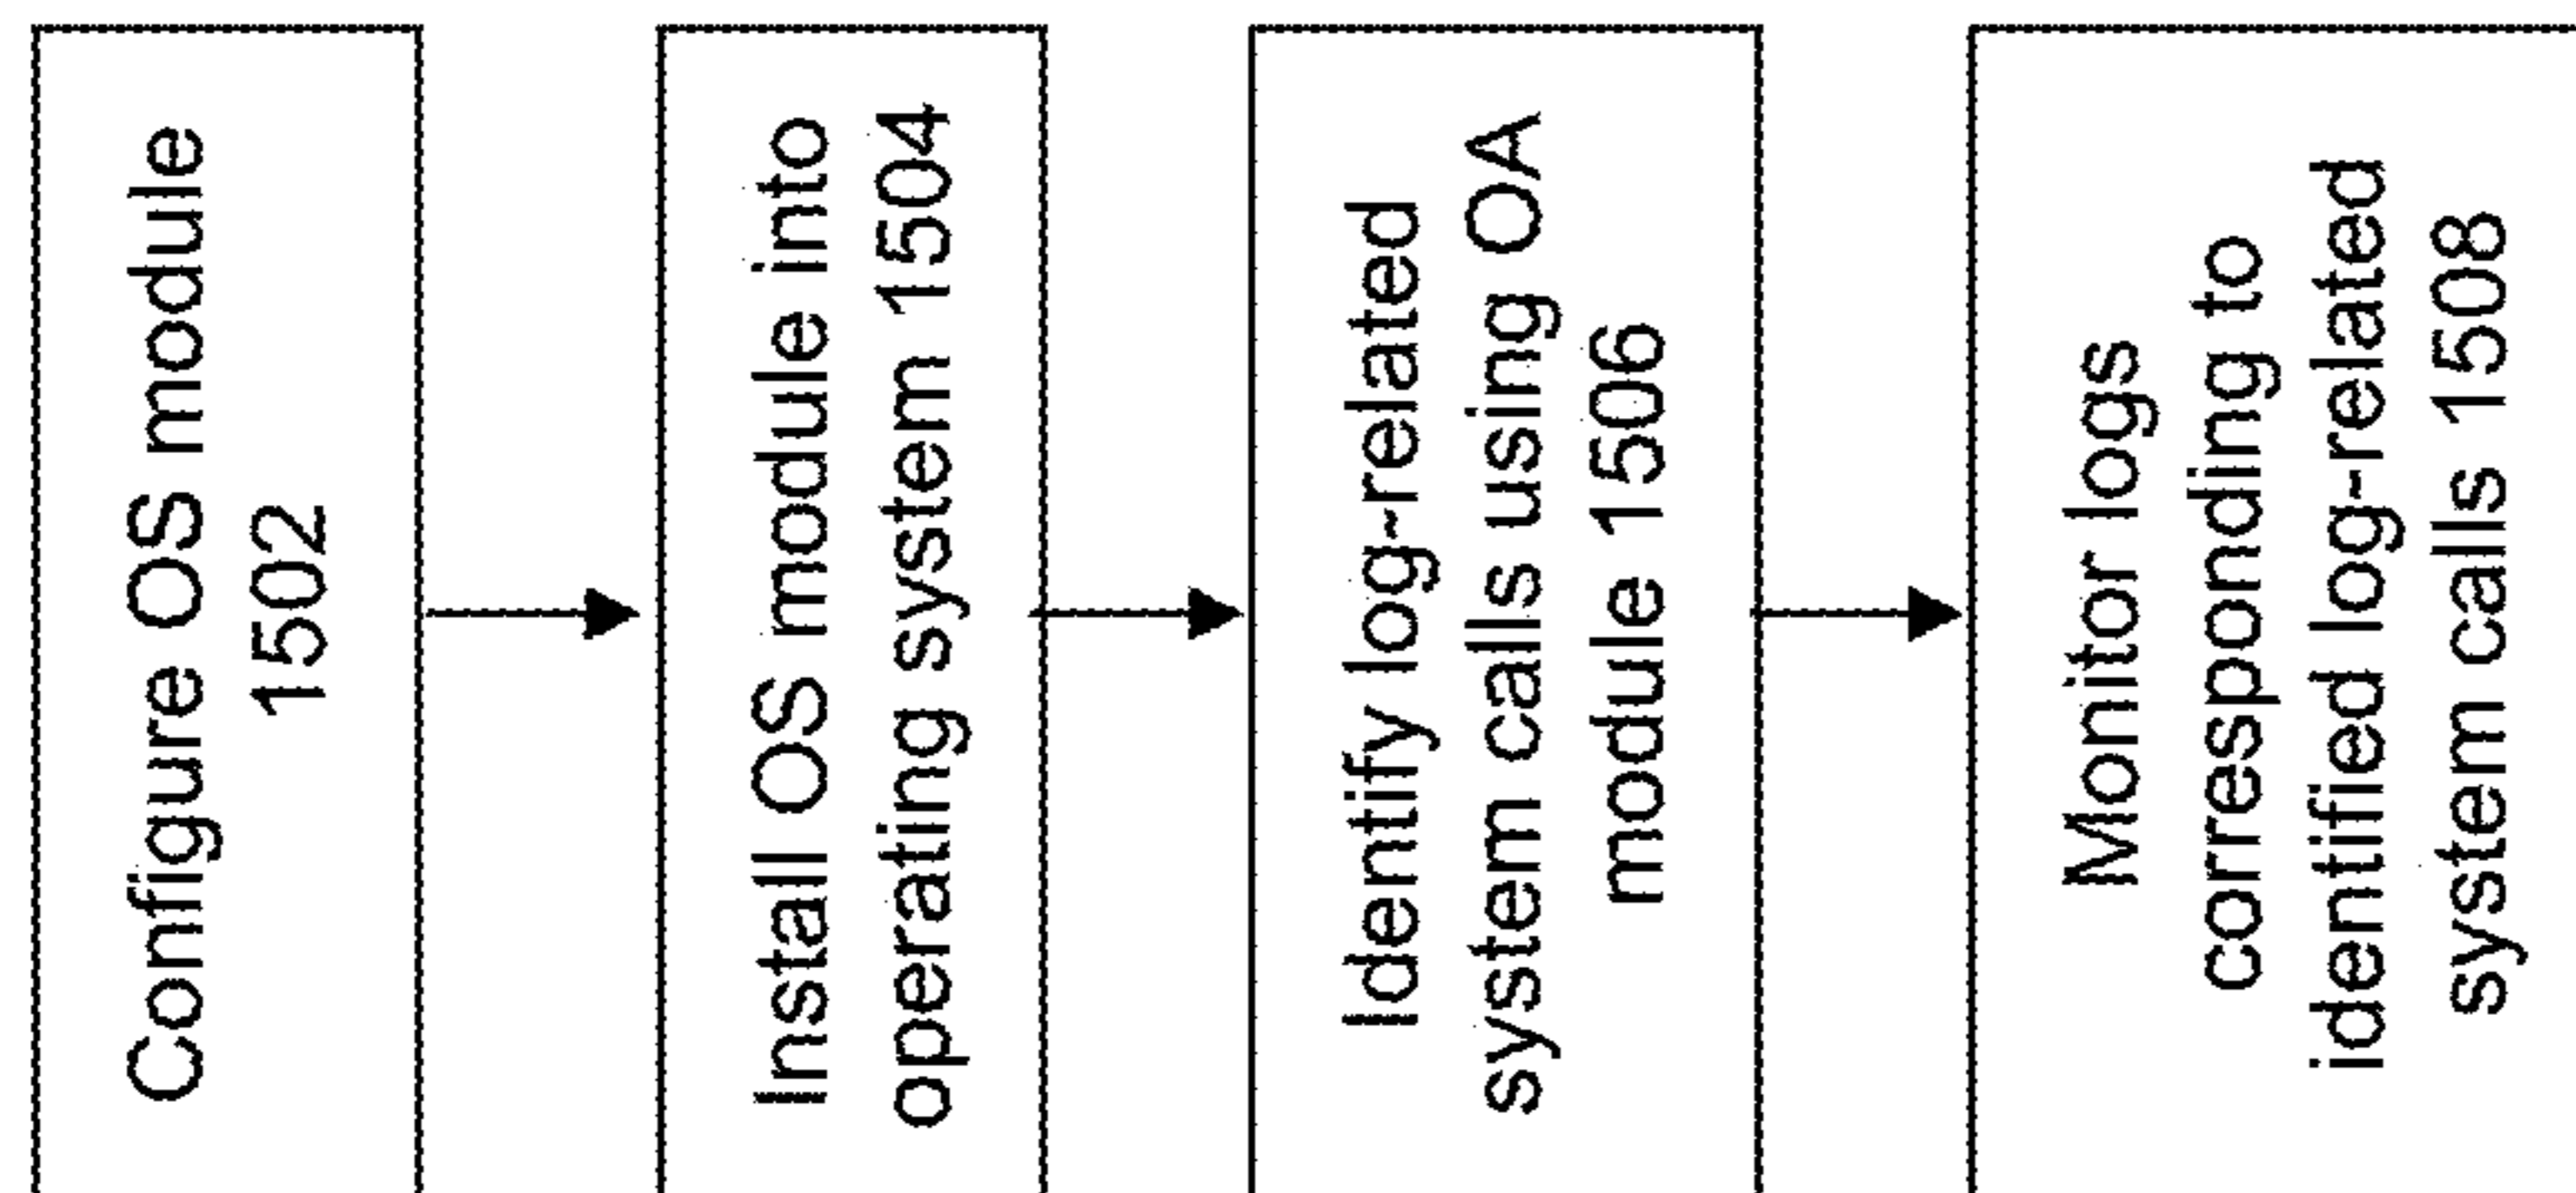 Configure OS module
1502
Install OS module into
operating system 1504
Identify log-related
system calls using OA
module 1506
Monitor logs
corresponding to
identified log-related
system calls 1508